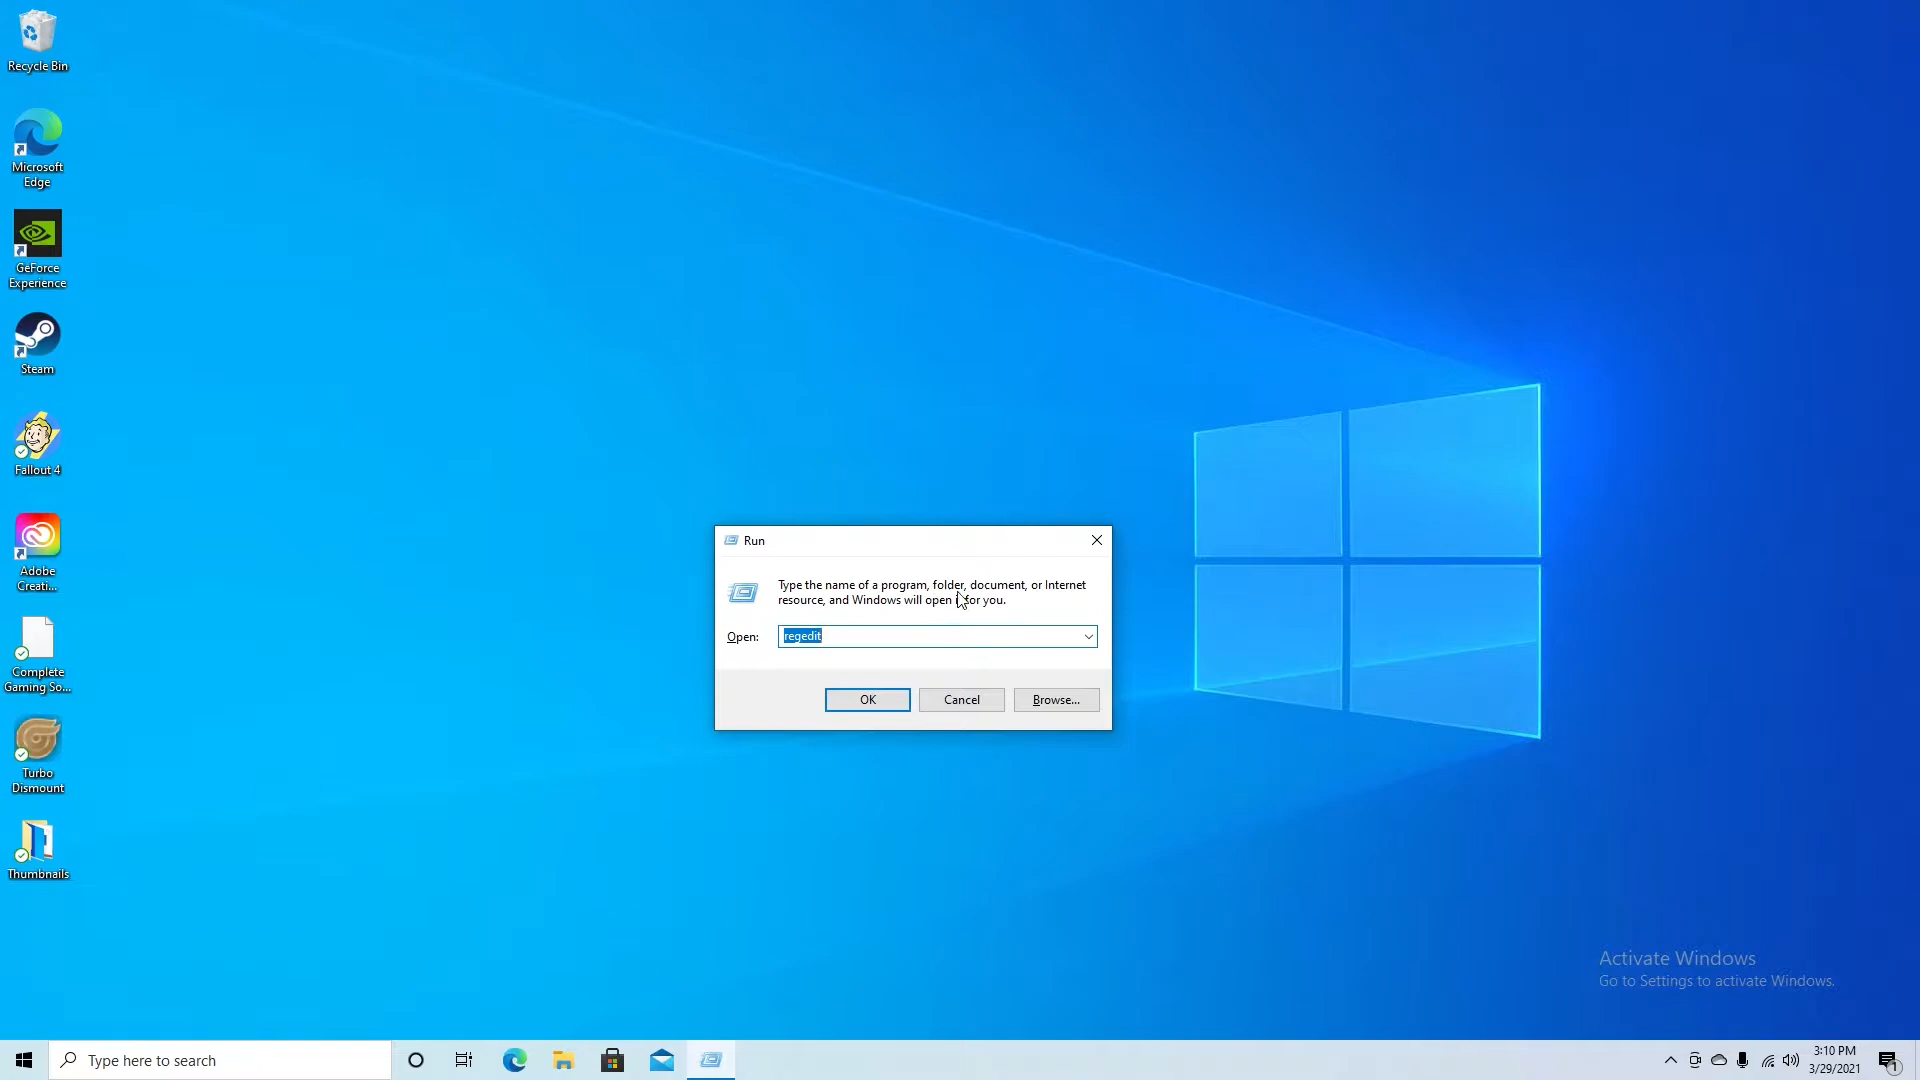 Recycle Bin
Microsoft
Edge
GeForce
Experience
Steam
Fallout 4
Adobe
Creati...
Complete
Gaming So...
Turbo
Dismount
Thumbnails
Run
Type the name of a program, folder, document, or Internet
resource, and Windows will open for you.
Open:
regedit
OK
Cancel
Browse...
Activate Windows
Go to Settings to activate Windows.
Type here to search
3:10 PM
3/29/2021
1